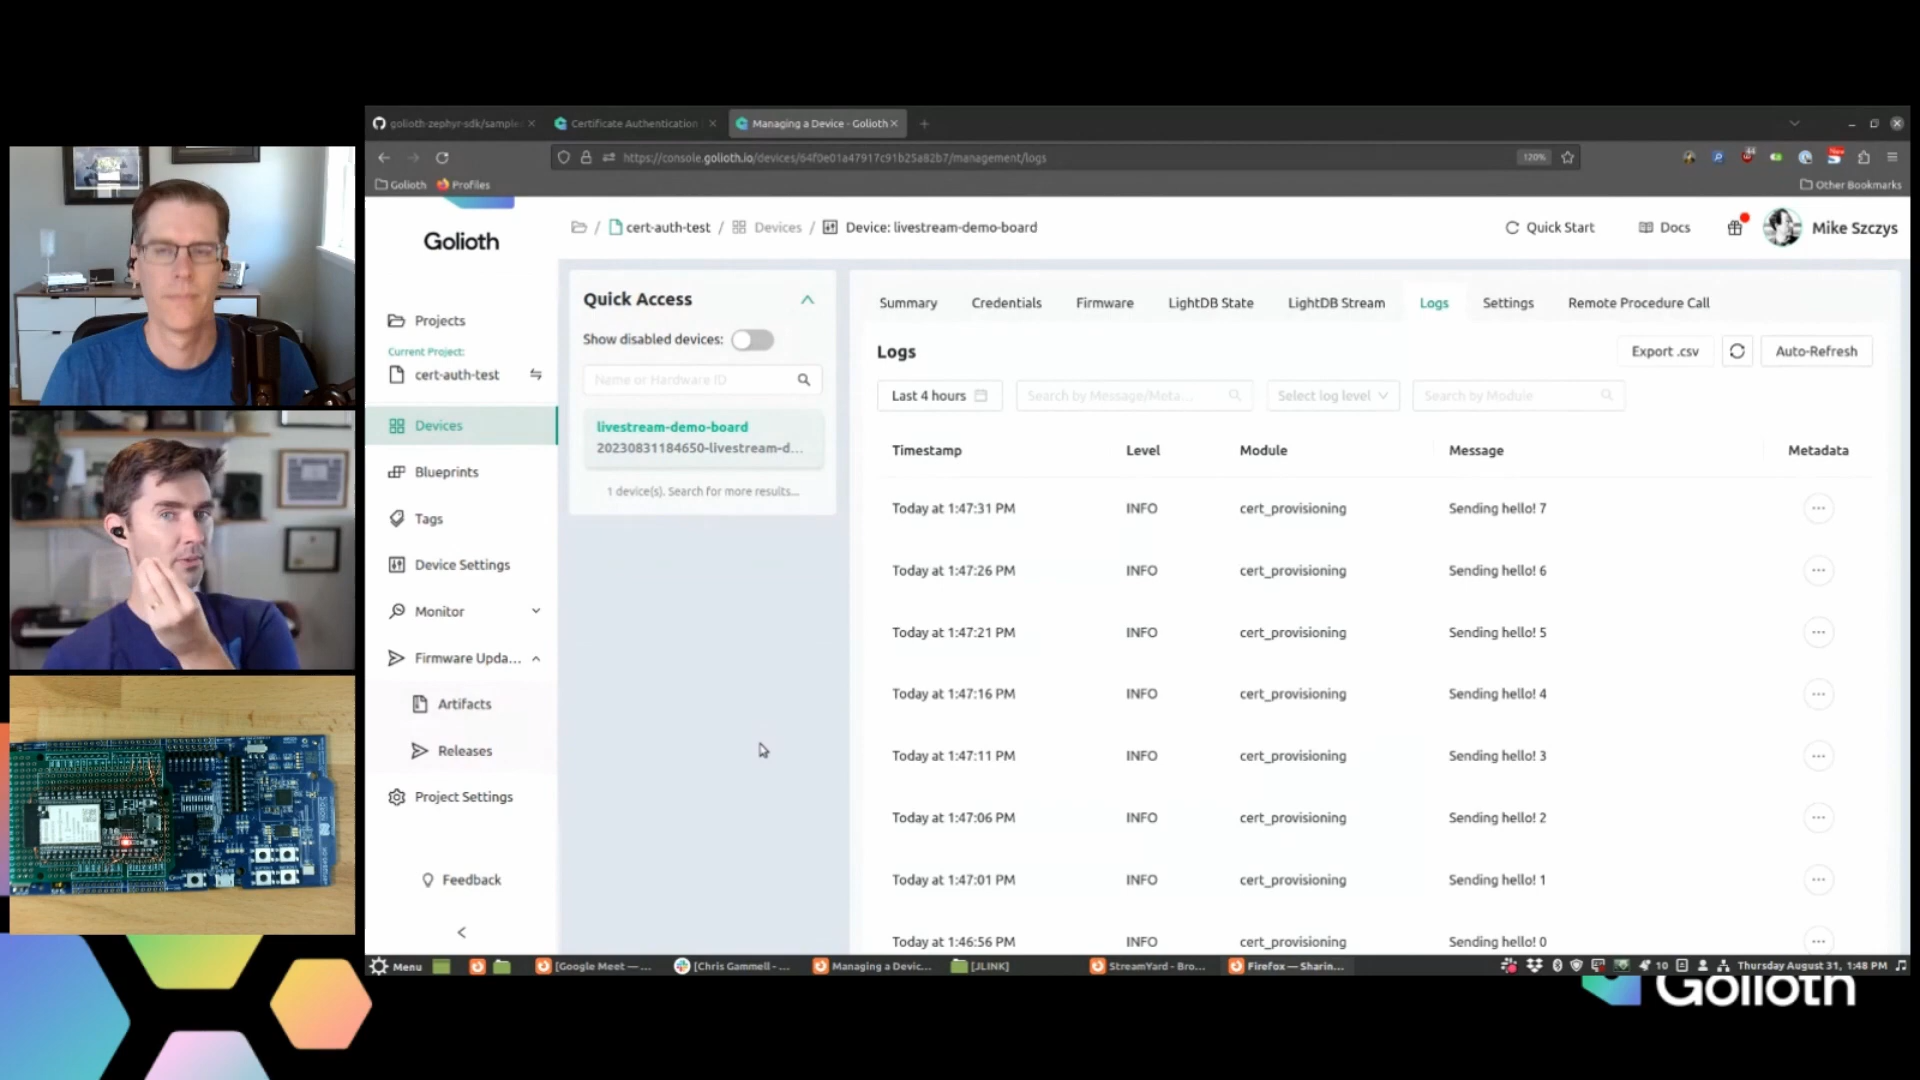 golioth-zephyr-sdk/sample
Certificate Authentication
Managing a Device - Golioth
https://console.golioth.io/devices/64f0e01a47917c91b25a82b7/management/logs
120%
Golioth
Profiles
Other Bookmarks
Golioth
/ cert-auth-test / Devices / Device: livestream-demo-board
Quick Start
Docs
Mike Szczys
Projects
Current Project:
cert-auth-test
Devices
Blueprints
Tags
Device Settings
Monitor
Firmware Upda...
Artifacts
Releases
Project Settings
Feedback
Quick Access
Show disabled devices:
Name or Hardware ID
livestream-demo-board
20230831184650-livestream-d...
1 device(s). Search for more results...
Summary
Credentials
Firmware
LightDB State
LightDB Stream
Logs
Settings
Remote Procedure Call
Logs
Export .csv
Auto-Refresh
Last 4 hours
Search by Message/Meta...
Select log level
Search by Module
Timestamp Level Module Message Metadata
Today at 1:47:31 PM INFO cert_provisioning Sending hello! 7
Today at 1:47:26 PM INFO cert_provisioning Sending hello! 6
Today at 1:47:21 PM INFO cert_provisioning Sending hello! 5
Today at 1:47:16 PM INFO cert_provisioning Sending hello! 4
Today at 1:47:11 PM INFO cert_provisioning Sending hello! 3
Today at 1:47:06 PM INFO cert_provisioning Sending hello! 2
Today at 1:47:01 PM INFO cert_provisioning Sending hello! 1
Today at 1:46:56 PM INFO cert_provisioning Sending hello! 0
Menu
[Google Meet — ...
[Chris Gammell - ...
Managing a Devic...
[JLINK]
StreamYard - Bro...
Firefox — Sharin...
10
Thursday August 31, 1:48 PM
Golioth